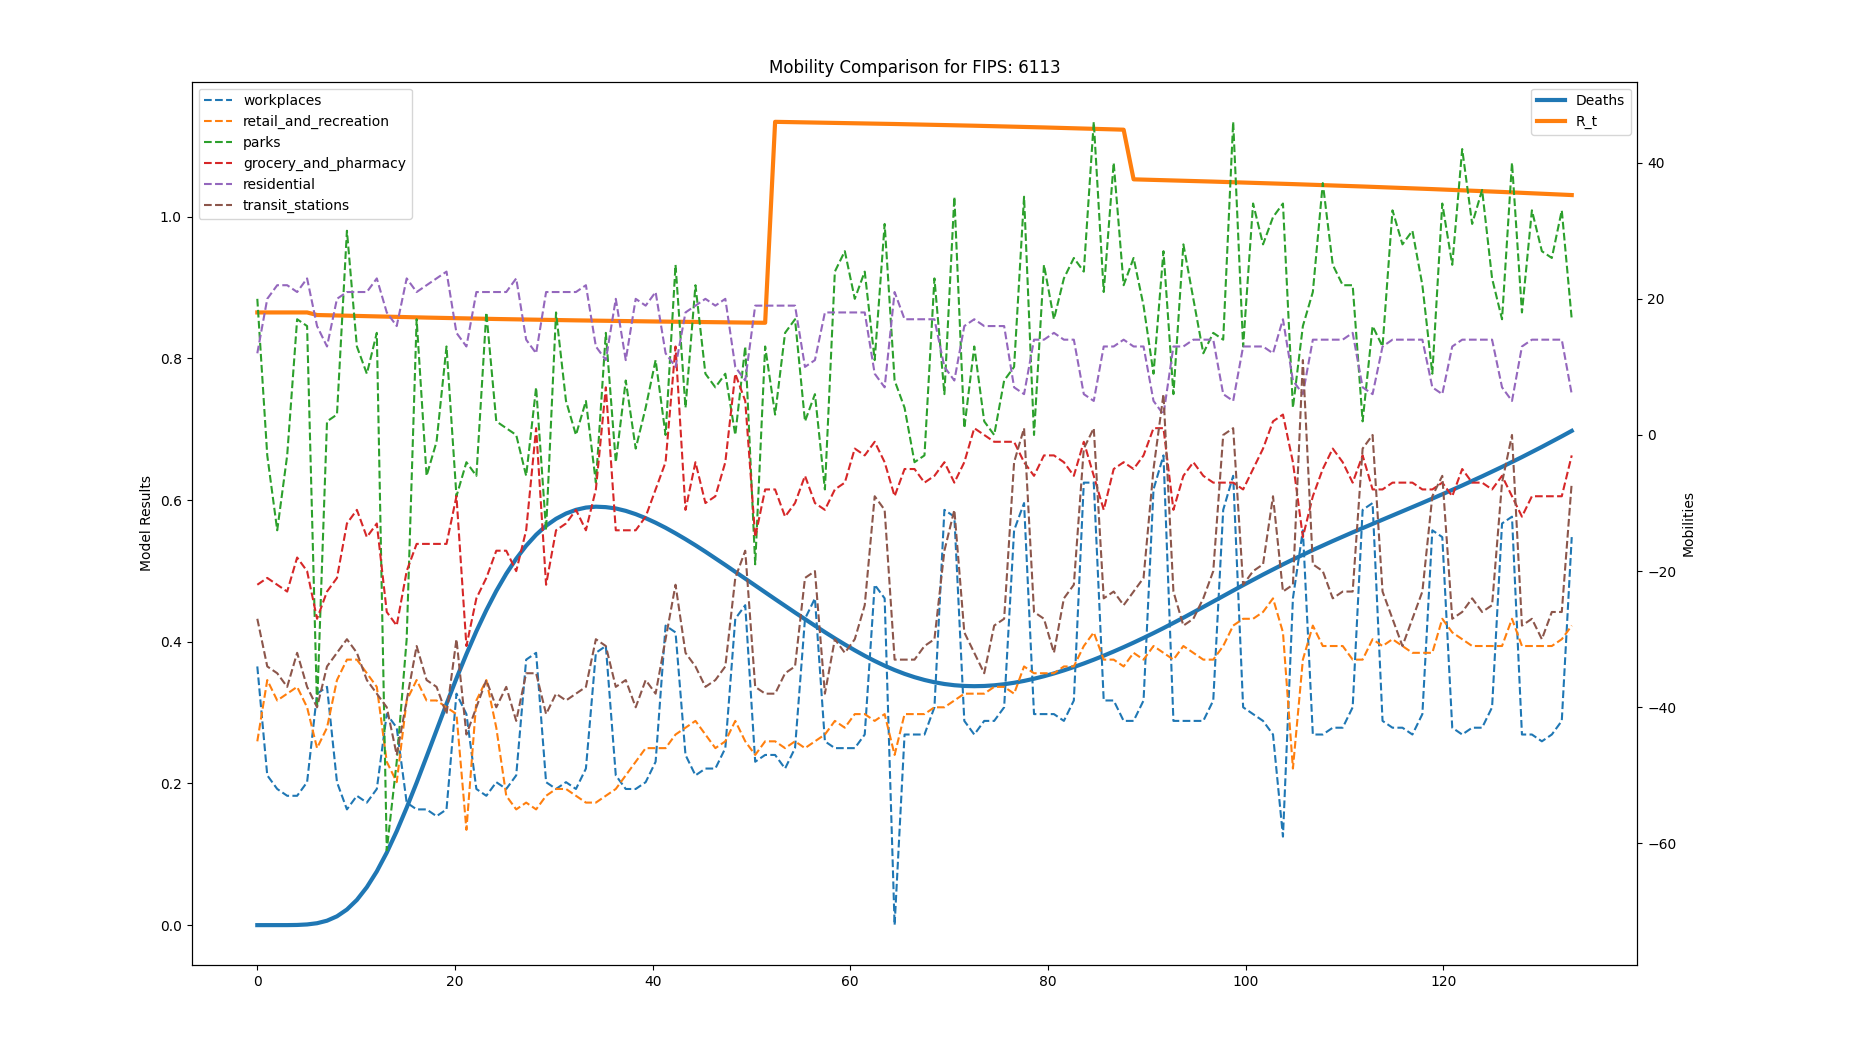 Mobility Comparison for FIPS: 6113
workplaces
retail_and_recreation
parks
grocery_and_pharmacy
residential
transit_stations
Deaths
R_t
Model Results
1.0
0.8
0.6
0.4
0.2
0.0
Mobilities
40
20
0
−20
−40
−60
0 20 40 60 80 100 120